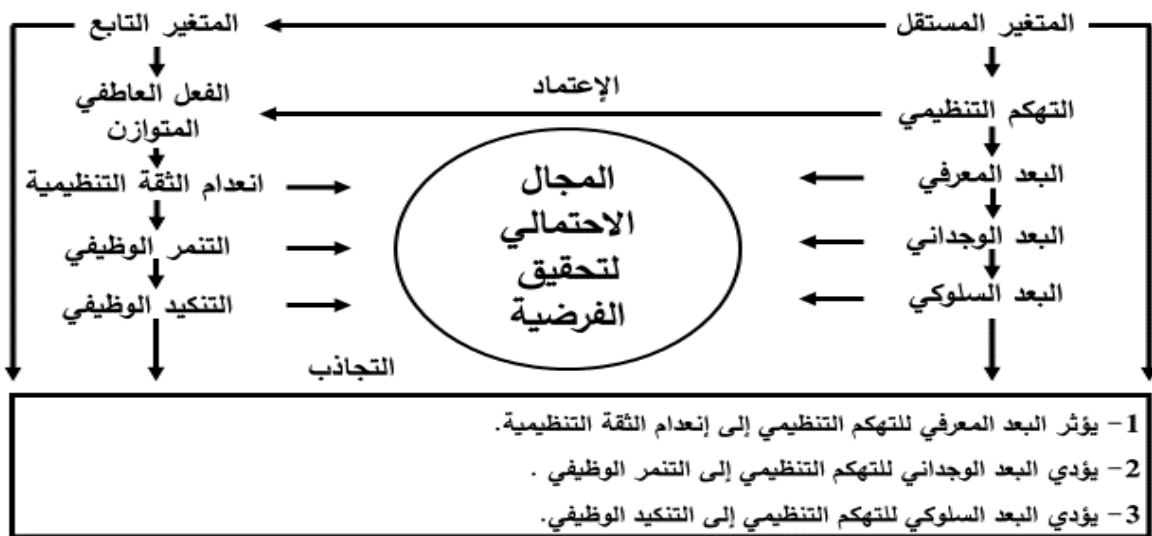 المتغير المستقل
المتغير التابع
الإعتماد
التهكم التنظيمي
الفعل العاطفي
المتوازن
البعد المعرفي
المجال
انعدام الثقة التنظيمية
الاحتمالي
البعد الوجداني
التنمر الوظيفي
لتحقيق
البعد السلوكي
الفرضية
التنكيد الوظيفي
التجاذب
1- يؤثر البعد المعرفي للتهكم التنظيمي إلى إنعدام الثقة التنظيمية.
2- يؤدي البعد الوجداني للتهكم التنظيمي إلى التنمر الوظيفي .
3- يؤدي البعد السلوكي للتهكم التنظيمي إلى التنكيد الوظيفي.